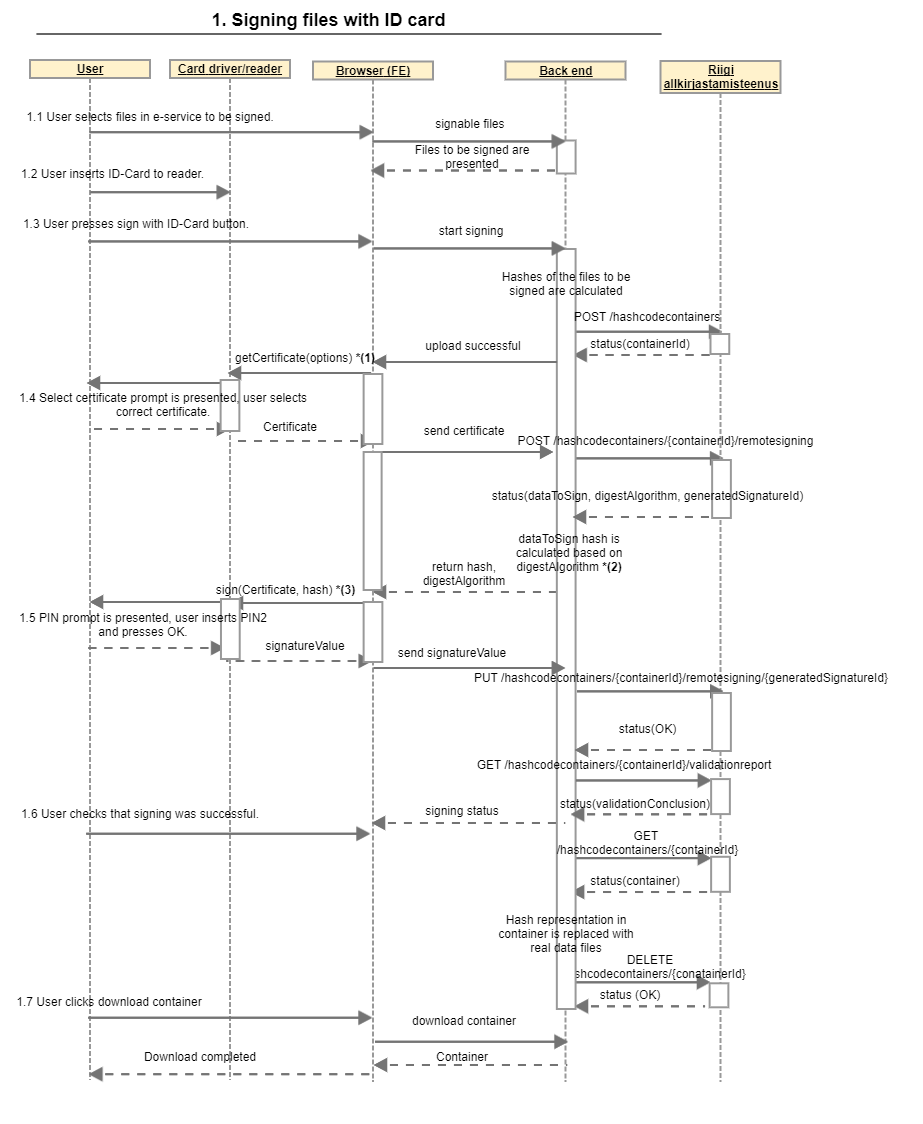 1. Signing files with ID card
User
Card driver/reader
Browser (FE)
Back end
Riigi
allkirjastamisteenus
1.1 User selects files in e-service to be signed.
signable files
Files to be signed are
presented
1.2 User inserts ID-Card to reader.
1.3 User presses sign with ID-Card button.
start signing
Hashes of the files to be
signed are calculated
POST /hashcodecontainers
status(containerId)
upload successful
getCertificate(options) *(1)
1.4 Select certificate prompt is presented, user selects
correct certificate.
Certificate
send certificate
POST /hashcodecontainers/{containerId}/remotesigning
status(dataToSign, digestAlgorithm, generatedSignatureId)
dataToSign hash is
calculated based on
digestAlgorithm *(2)
return hash,
digestAlgorithm
sign(Certificate, hash) *(3)
1.5 PIN prompt is presented, user inserts PIN2
and presses OK.
signatureValue
send signatureValue
PUT /hashcodecontainers/{containerId}/remotesigning/{generatedSignatureId}
status(OK)
GET /hashcodecontainers/{containerId}/validationreport
status(validationConclusion)
signing status
1.6 User checks that signing was successful.
GET
/hashcodecontainers/{containerId}
status(container)
Hash representation in
container is replaced with
real data files
DELETE
shcodecontainers/{conatainerId}
status (OK)
1.7 User clicks download container
download container
Container
Download completed